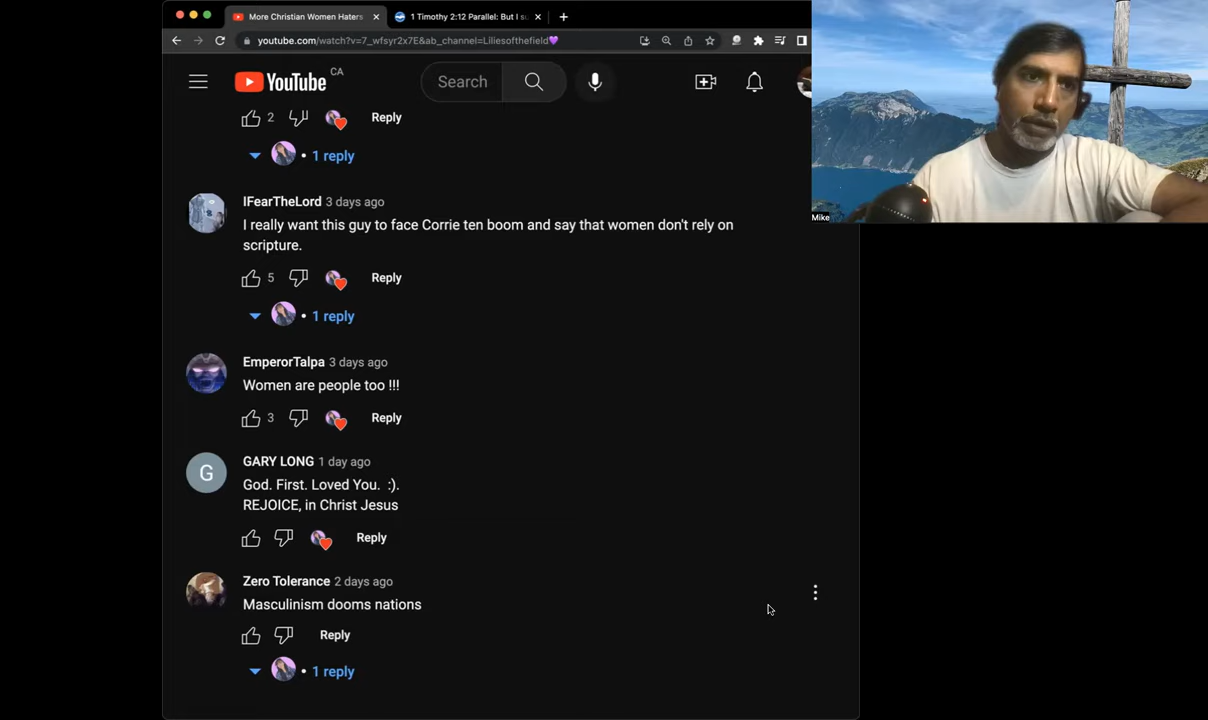 More Christian Women Haters
1 Timothy 2:12 Parallel: But I su
youtube.com/watch?v=7_wfsyr2x7E&ab_channel=Liliesofthefield💜
YouTube CA
Search
2 Reply
• 1 reply
IFearTheLord 3 days ago
I really want this guy to face Corrie ten boom and say that women don't rely on
scripture.
5 Reply
• 1 reply
EmperorTalpa 3 days ago
Women are people too !!!
3 Reply
G
GARY LONG 1 day ago
God. First. Loved You. :).
REJOICE, in Christ Jesus
Reply
Zero Tolerance 2 days ago
Masculinism dooms nations
Reply
• 1 reply
Mike